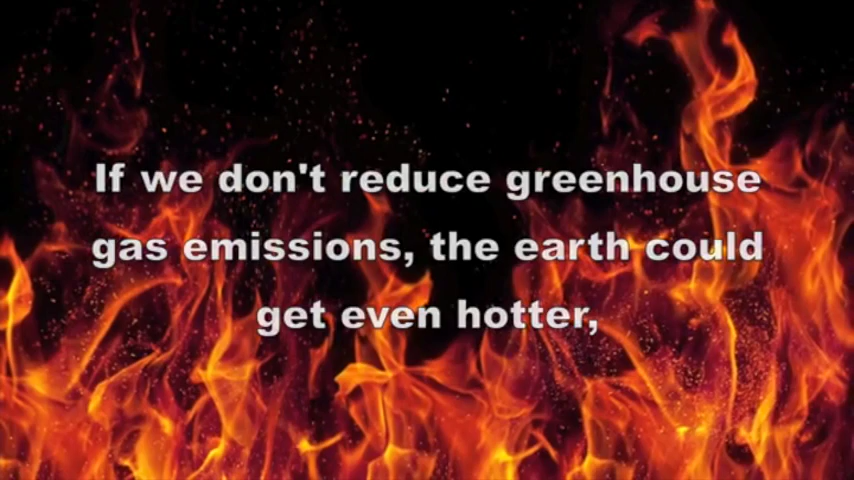 If we don't reduce greenhouse
gas emissions, the earth could
get even hotter,